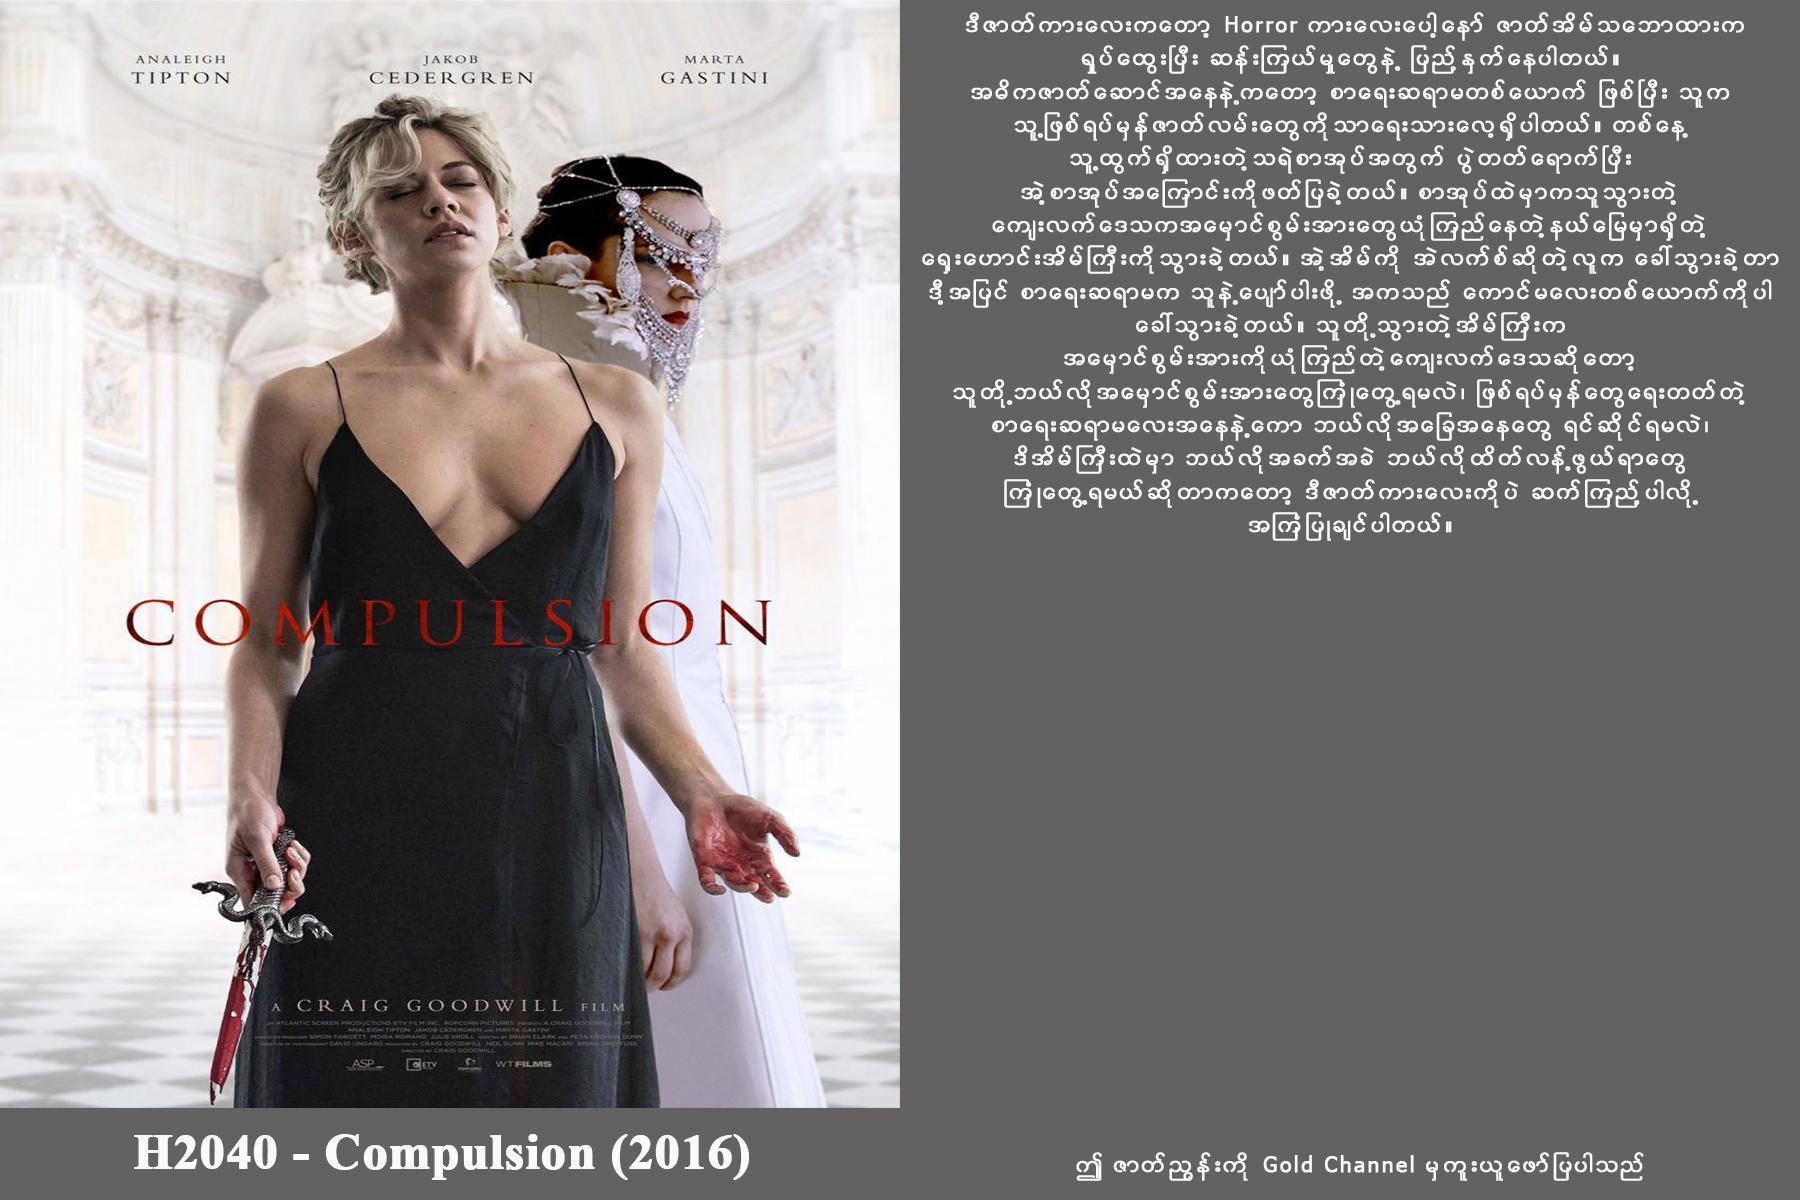 ANALEIGH
TIPTON
JAKOB
CEDERGREN
MARTA
GASTINI
COMPULSION
A CRAIG GOODWILL FILM
ASP
ETV
WTFILMS
H2040 - Compulsion (2016)
ဒီဇာတ်ကားလေးကတော့ Horror ကားလေးပေါ့နော် ဇာတ်အိမ်သဘောထားက
ရှုပ်ထွေးပြီး ဆန်းကြယ်မှုတွေနဲ့ ပြည့်နှက်နေပါတယ်။
အဓိကဇာတ်ဆောင်အနေနဲ့ကတော့ စာရေးဆရာမတစ်ယောက် ဖြစ်ပြီး သူက
သူ့ဖြစ်ရပ်မှန်ဇာတ်လမ်းတွေကိုသာရေးသားလေ့ရှိပါတယ်။ တစ်နေ့
သူ့ထွက်ရှိထားတဲ့သရဲစာအုပ်အတွက် ပွဲတတ်ရောက်ပြီး
အဲ့စာအုပ်အကြောင်းကိုဖတ်ပြခဲ့တယ်။ စာအုပ်ထဲမှာကသူသွားတဲ့
ကျေးလက်ဒေသကအမှောင်စွမ်းအားတွေယုံကြည်နေတဲ့နယ်မြေမှာရှိတဲ့
ရှေးဟောင်းအိမ်ကြီးကိုသွားခဲ့တယ်။ အဲ့အိမ်ကို အဲလက်စ်ဆိုတဲ့လူက ခေါ်သွားခဲ့တာ
ဒီ့အပြင် စာရေးဆရာမက သူနဲ့ပျော်ပါးဖို့ အကသည် ကောင်မလေးတစ်ယောက်ကိုပါ
ခေါ်သွားခဲ့တယ်။ သူတို့သွားတဲ့အိမ်ကြီးက
အမှောင်စွမ်းအားကိုယုံကြည်တဲ့ကျေးလက်ဒေသဆိုတော့
သူတို့ဘယ်လိုအမှောင်စွမ်းအားတွေကြုံတွေ့ရမလဲ၊ ဖြစ်ရပ်မှန်တွေရေးတတ်တဲ့
စာရေးဆရာမလေးအနေနဲ့ကော ဘယ်လိုအခြေအနေတွေ ရင်ဆိုင်ရမလဲ၊
ဒီအိမ်ကြီးထဲမှာ ဘယ်လိုအခက်အခဲ ဘယ်လိုထိတ်လန့်ဖွယ်ရာတွေ
ကြုံတွေ့ရမယ်ဆိုတာကတော့ ဒီဇာတ်ကားလေးကိုပဲ ဆက်ကြည့်ပါလို့
အကြံပြုချင်ပါတယ်။
ဤ ဇာတ်ညွှန်းကို Gold Channel မှကူးယူဖော်ပြပါသည်